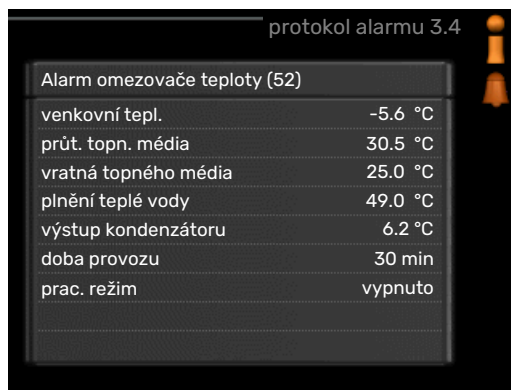 protokol alarmu 3.4
Alarm omezovače teploty (52)
venkovní tepl. -5.6 °C
průt. topn. média 30.5 °C
vratná topného média 25.0 °C
plnění teplé vody 49.0 °C
výstup kondenzátoru 6.2 °C
doba provozu 30 min
prac. režim vypnuto